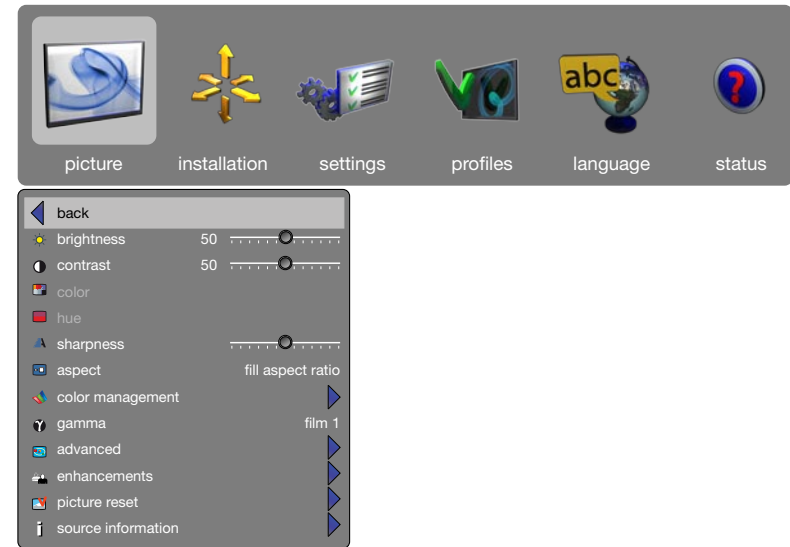 abc
picture installation settings profiles language status
back
brightness 50
contrast 50
color
hue
sharpness
aspect fill aspect ratio
color management
gamma film 1
advanced
enhancements
picture reset
source information